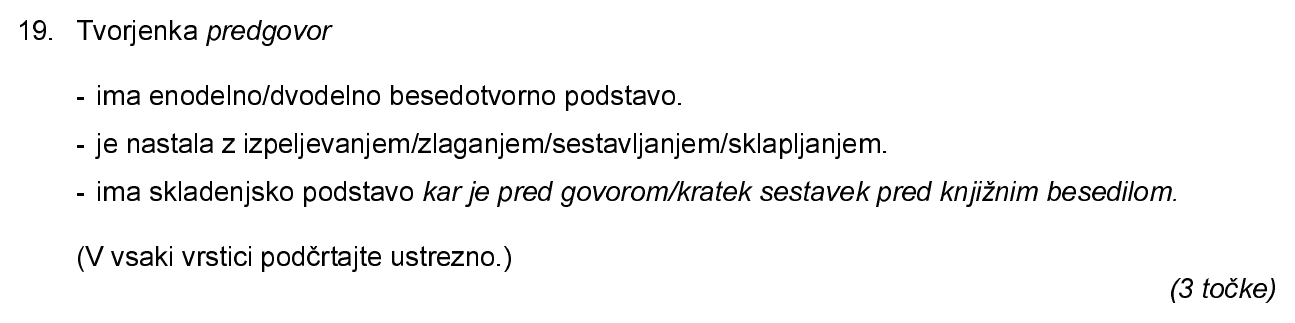 19. Tvorjenka predgovor
- ima enodelno/dvodelno besedotvorno podstavo.
- je nastala z izpeljevanjem/zlaganjem/sestavljanjem/sklapljanjem.
- ima skladenjsko podstavo kar je pred govorom/kratek sestavek pred knjižnim besedilom.
(V vsaki vrstici podčrtajte ustrezno.)
(3 točke)